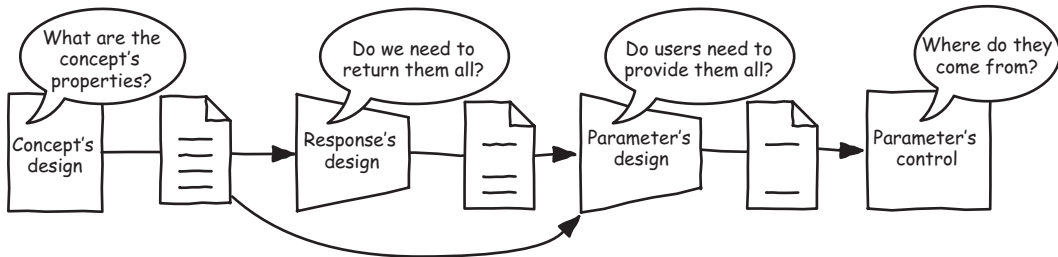 What are the
concept's
properties?
Concept's
design
Do we need to
return them all?
Response's
design
Do users need to
provide them all?
Parameter's
design
Where do they
come from?
Parameter's
control